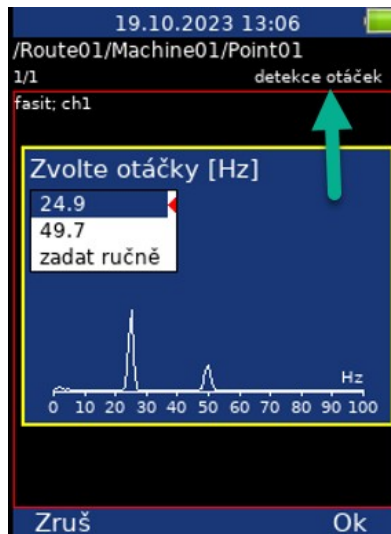 19.10.2023 13:06
/Route01/Machine01/Point01
1/1 detekce otáček
fasit; ch1
Zvolte otáčky [Hz]
24.9
49.7
zadat ručně
Hz
0 10 20 30 40 50 60 70 80 90 100
Zruš Ok